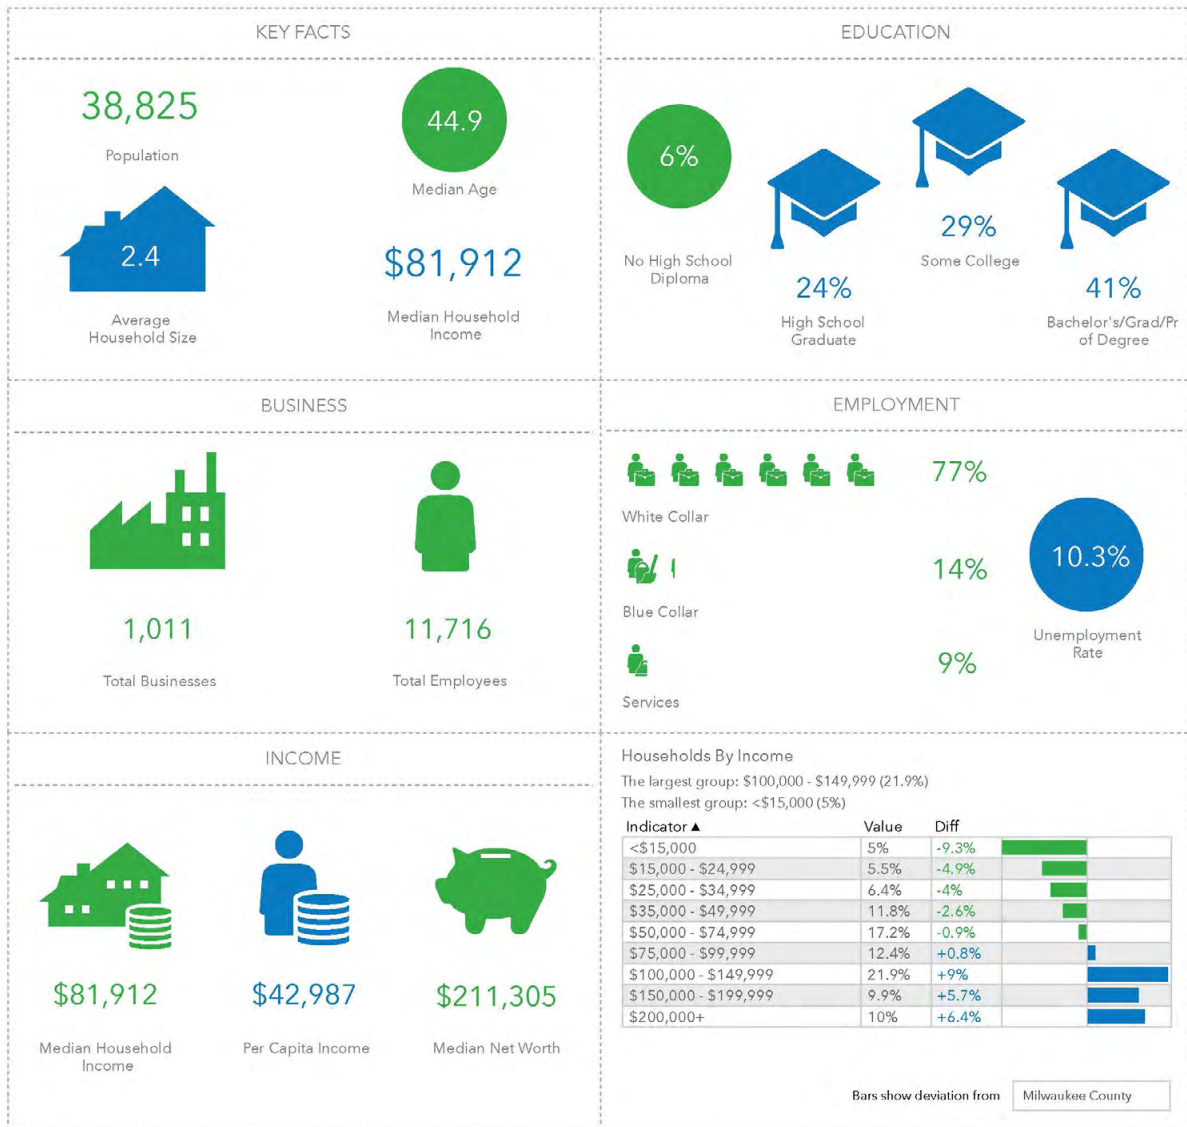 KEY FACTS
38,825
Population
44.9
Median Age
2.4
Average
Household Size
$81,912
Median Household
Income
EDUCATION
6%
No High School
Diploma
24%
High School
Graduate
29%
Some College
41%
Bachelor's/Grad/Pr
of Degree
BUSINESS
1,011
Total Businesses
11,716
Total Employees
EMPLOYMENT
77%
White Collar
14%
Blue Collar
9%
Services
10.3%
Unemployment
Rate
INCOME
$81,912
Median Household
Income
$42,987
Per Capita Income
$211,305
Median Net Worth
Households By Income
The largest group: $100,000 - $149,999 (21.9%)
The smallest group: <$15,000 (5%)
Indicator ▲ Value Diff
<$15,000 5% -9.3%
$15,000 - $24,999 5.5% -4.9%
$25,000 - $34,999 6.4% -4%
$35,000 - $49,999 11.8% -2.6%
$50,000 - $74,999 17.2% -0.9%
$75,000 - $99,999 12.4% +0.8%
$100,000 - $149,999 21.9% +9%
$150,000 - $199,999 9.9% +5.7%
$200,000+ 10% +6.4%
Bars show deviation from Milwaukee County